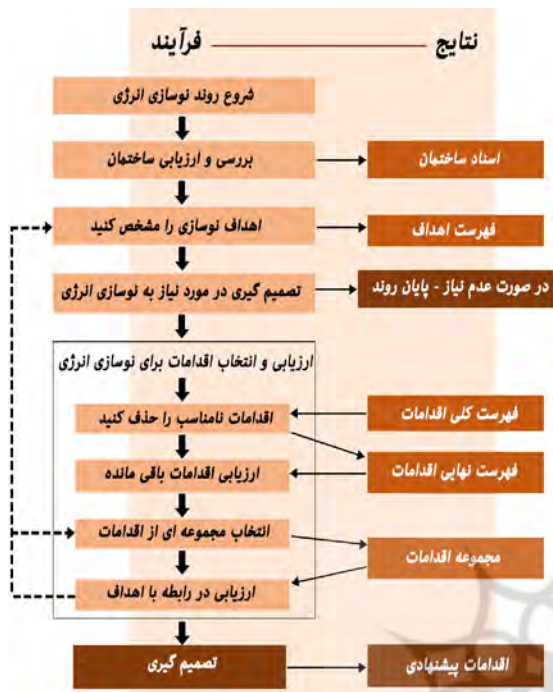 فرآیند
نتایج
شروع روند نوسازی انرژی
بررسی و ارزیابی ساختمان
اسناد ساختمان
اهداف نوسازی را مشخص کنید
فهرست اهداف
تصمیم گیری در مورد نیاز به نوسازی انرژی
در صورت عدم نیاز - پایان روند
ارزیابی و انتخاب اقدامات برای نوسازی انرژی
اقدامات نامناسب را حذف کنید
فهرست کلی اقدامات
ارزیابی اقدامات باقی مانده
فهرست نهایی اقدامات
انتخاب مجموعه ای از اقدامات
مجموعه اقدامات
ارزیابی در رابطه با اهداف
تصمیم گیری
اقدامات پیشنهادی